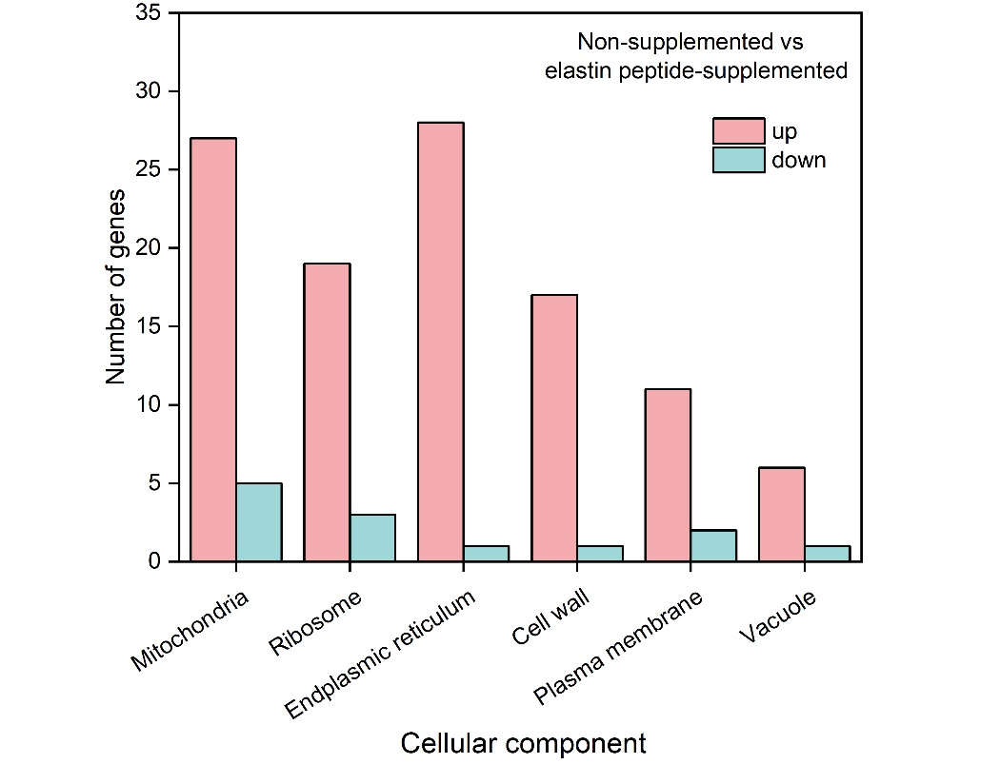 Non-supplemented vs
elastin peptide-supplemented
up
down
Number of genes
35
30
25
20
15
10
5
0
Mitochondria
Ribosome
Endplasmic reticulum
Cell wall
Plasma membrane
Vacuole
Cellular component